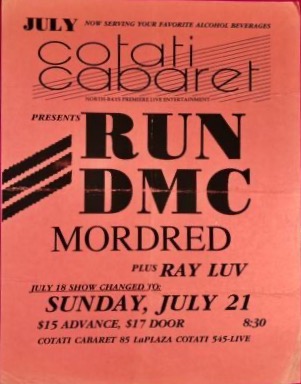 JULY NOW SERVING YOUR FAVORITE ALCOHOL BEVERAGES
cotati
cabaret
NORTH BAYS PREMIERE LIVE ENTERTAINMENT
PRESENTS
RUN
DMC
MORDRED
PLUS RAY LUV
JULY 18 SHOW CHANGED TO:
SUNDAY, JULY 21
$15 ADVANCE, $17 DOOR 8:30
COTATI CABARET 85 LaPLAZA COTATI 545-LIVE